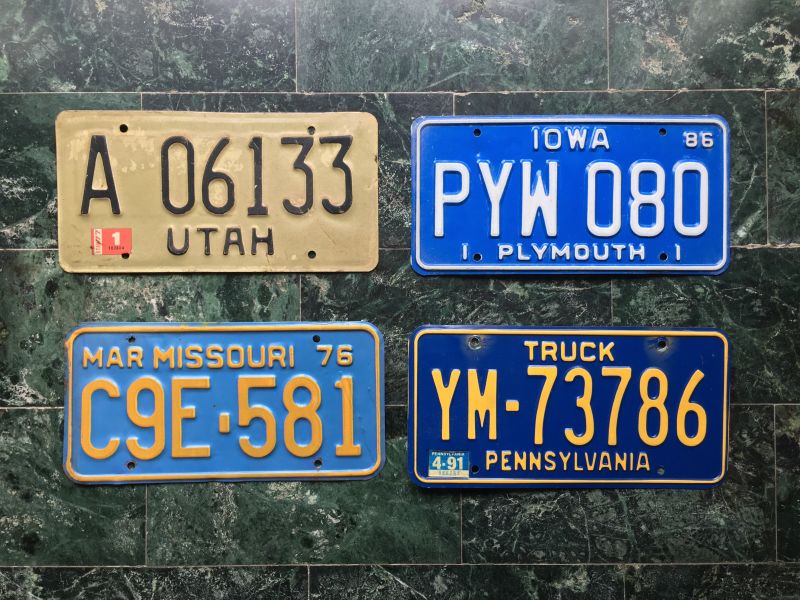 A 06133
1
UTAH
IOWA 86
PYW 080
1 PLYMOUTH 1
MAR MISSOURI 76
C9E·581
TRUCK
YM-73786
PENNSYLVANIA
4-91
PENNSYLVANIA